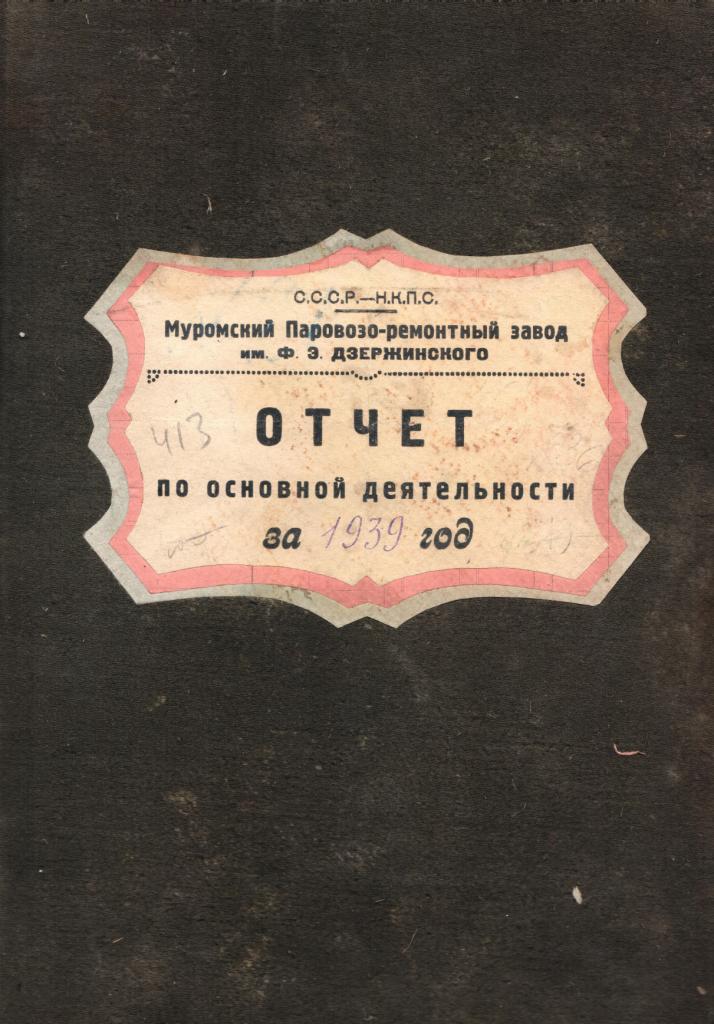 С.С.С.Р.—Н.К.П.С.
Муромский Паровозо-ремонтный завод
им. Ф. Э. ДЗЕРЖИНСКОГО
ОТЧЕТ
413
по основной деятельности
за 1939 год